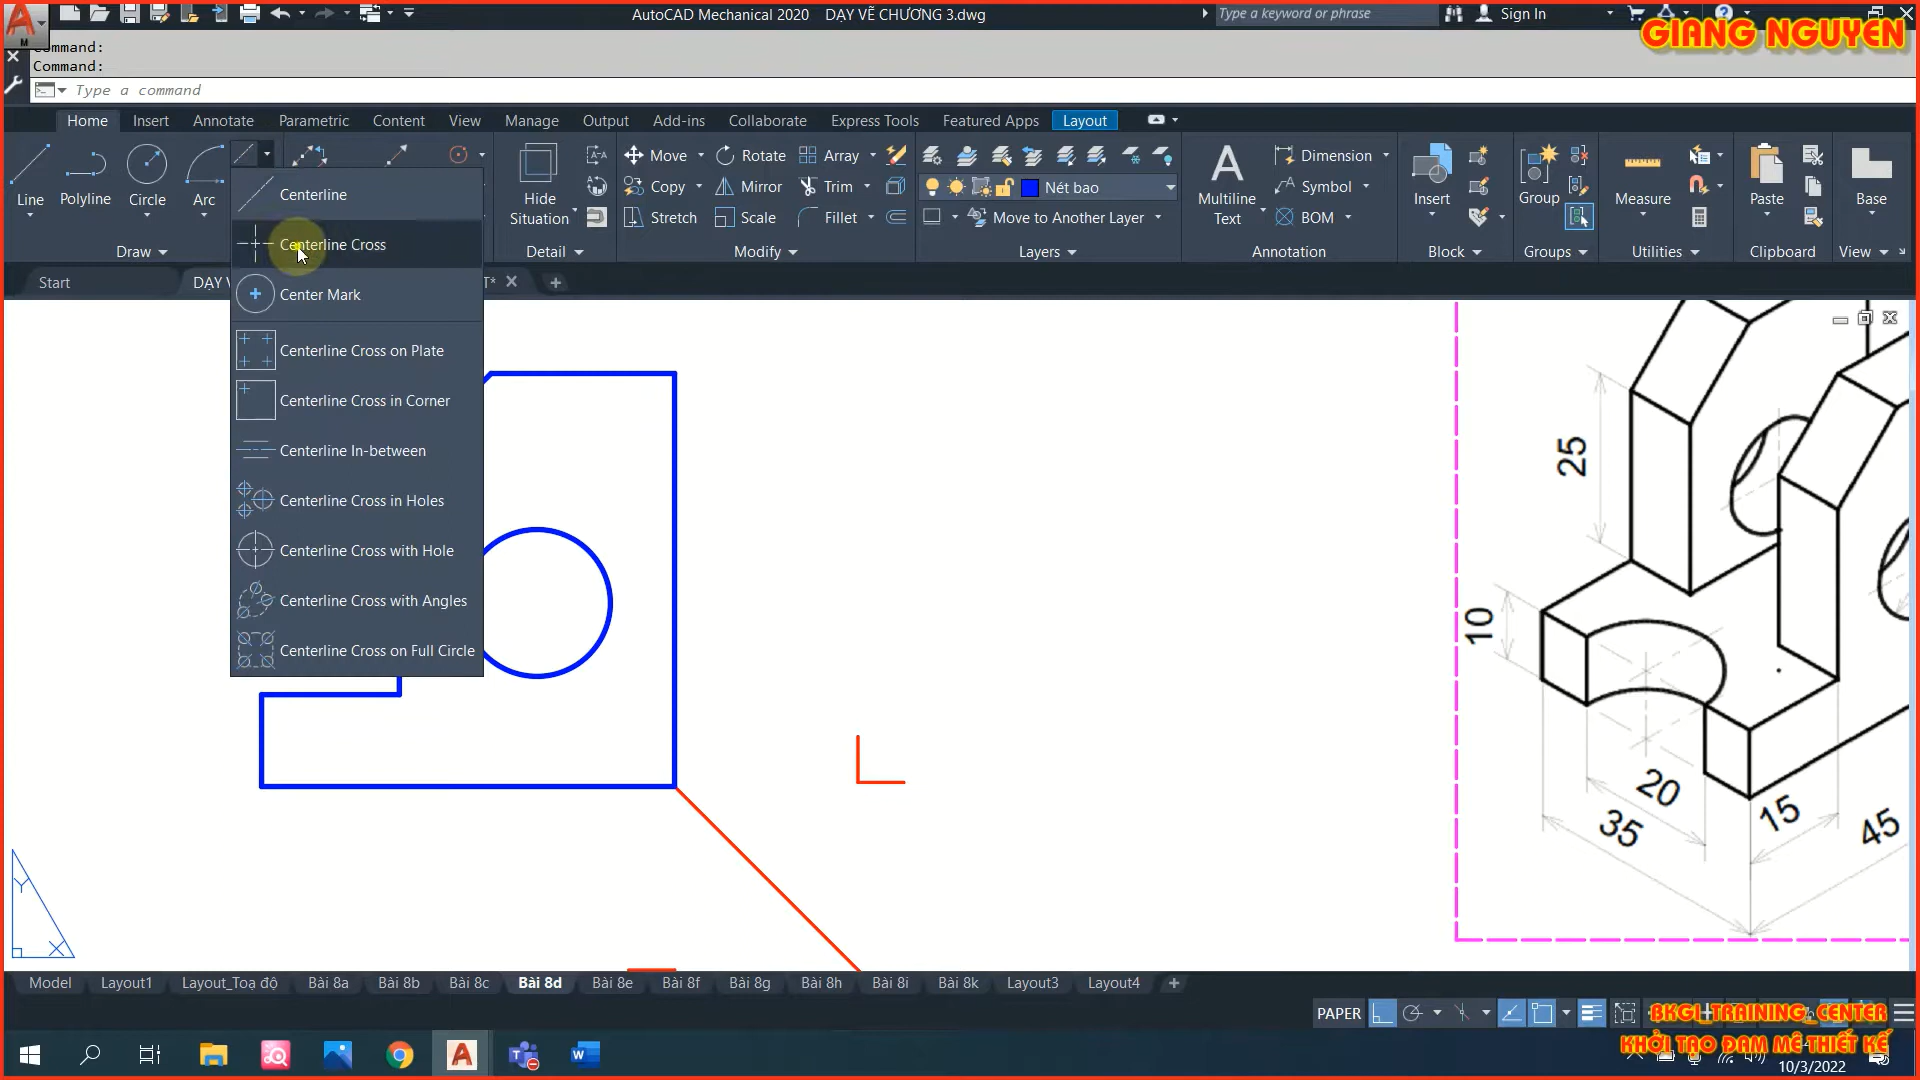 AutoCAD Mechanical 2020 DẠY VẼ CHƯƠNG 3.dwg
Type a keyword or phrase
Sign In
GIANG NGUYEN
Command:
Command:
Type a command
Home Insert Annotate Parametric Content View Manage Output Add-ins Collaborate Express Tools Featured Apps Layout
Line Polyline Circle Arc
Hide Situation
Move Rotate Array
Copy Mirror Trim
Stretch Scale Fillet
Nét bao
Move to Another Layer
Multiline Text
Dimension
Symbol
BOM
Insert
Group
Measure
Paste
Base
Draw Detail Modify Layers Annotation Block Groups Utilities Clipboard View
Start
DẠY V
T*
Centerline
Centerline Cross
Center Mark
Centerline Cross on Plate
Centerline Cross in Corner
Centerline In-between
Centerline Cross in Holes
Centerline Cross with Hole
Centerline Cross with Angles
Centerline Cross on Full Circle
25
10
20
35
15
45
Y
X
Model Layout1 Layout_Toạ độ Bài 8a Bài 8b Bài 8c Bài 8d Bài 8e Bài 8f Bài 8g Bài 8h Bài 8i Bài 8k Layout3 Layout4
PAPER
BKGI_TRAINING_CENTER
KHỞI TẠO ĐAM MÊ THIẾT KẾ
10/3/2022